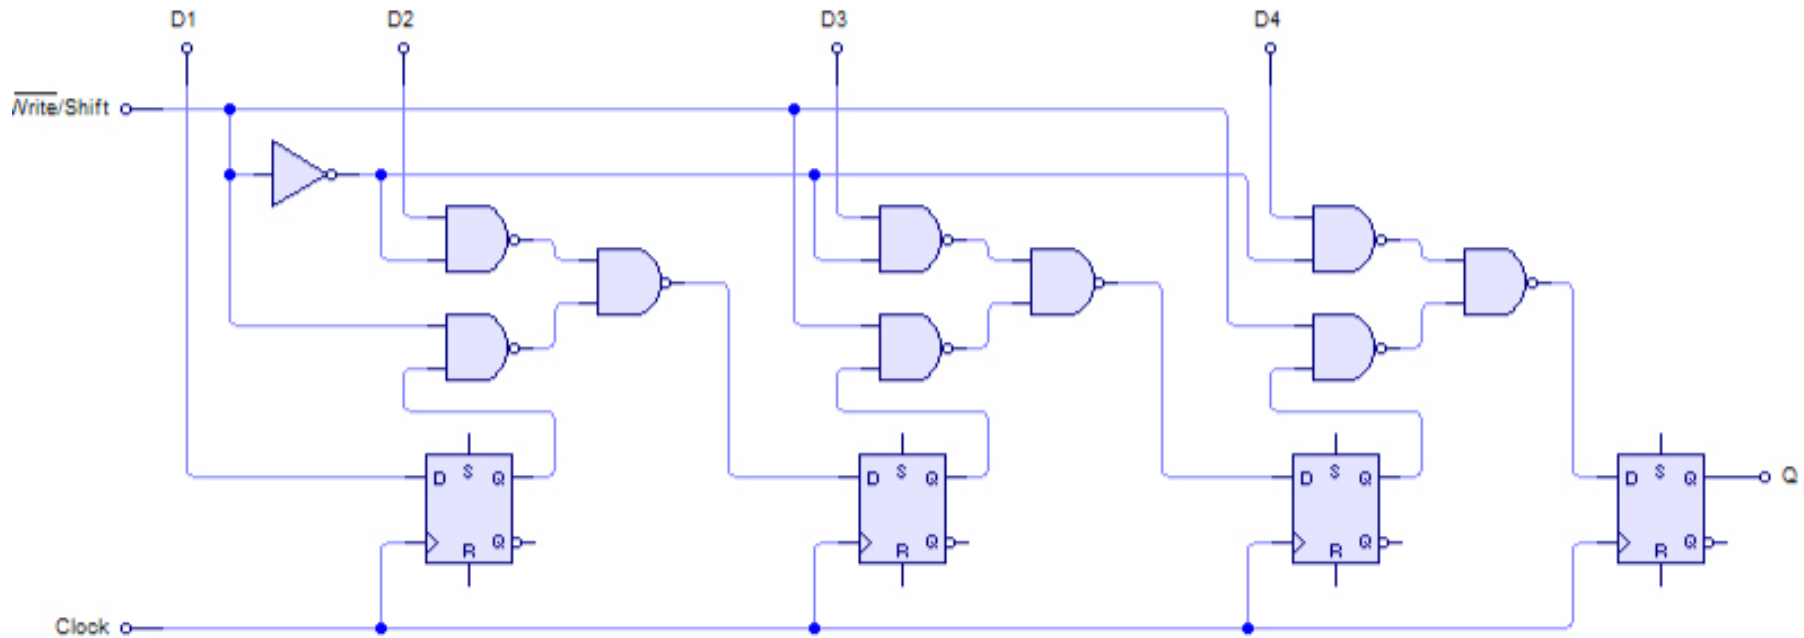 D1 D2 D3 D4
Write/Shift
D S Q D S Q D S Q D S Q Q
R Q R Q R Q R Q
Clock